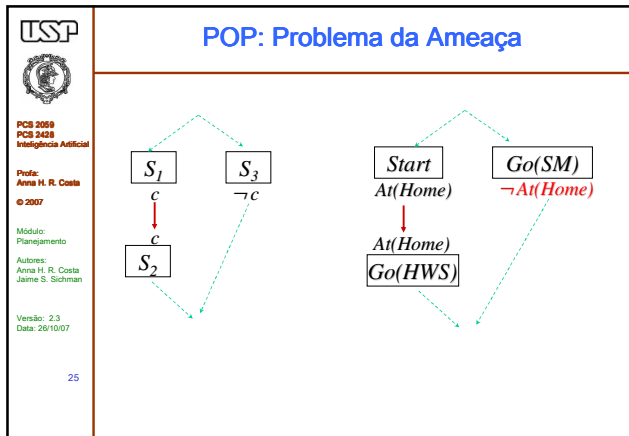 USP
POP: Problema da Ameaça
PCS 2059
PCS 2428
Inteligência Artificial
Profa:
Anna H. R. Costa
© 2007
Módulo:
Planejamento
Autores:
Anna H. R. Costa
Jaime S. Sichman
Versão: 2.3
Data: 26/10/07
25
S1 S3
c ¬c
c
S2
Start Go(SM)
At(Home) ¬At(Home)
At(Home)
Go(HWS)